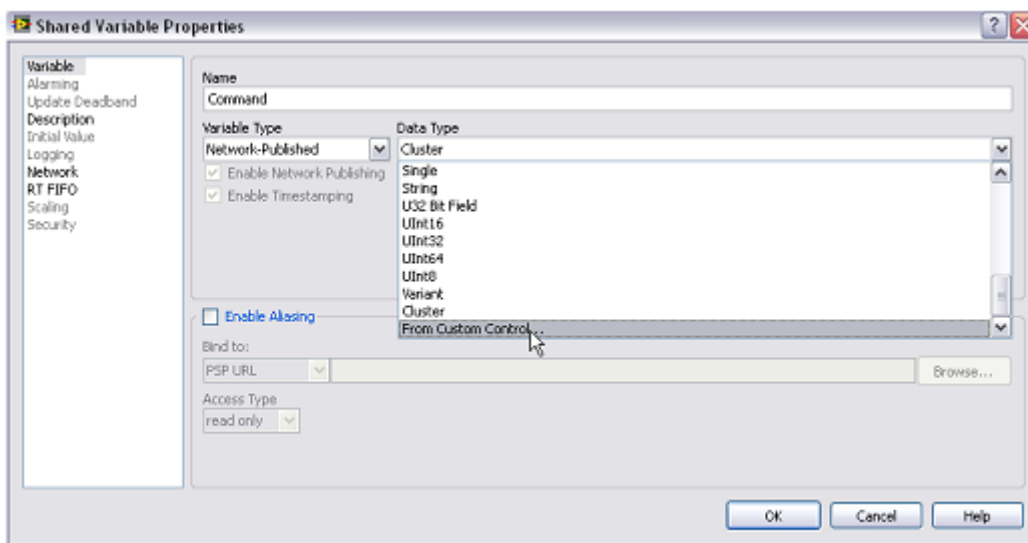 Shared Variable Properties
Variable
Alarming
Update Deadband
Description
Initial Value
Logging
Network
RT FIFO
Scaling
Security
Name
Command
Variable Type
Data Type
Network-Published
Cluster
Enable Network Publishing
Enable Timestamping
Single
String
U32 Bit Field
UInt16
UInt32
UInt64
UInt8
Variant
Cluster
From Custom Control...
Enable Aliasing
Bind to:
PSP URL
Browse...
Access Type
read only
OK
Cancel
Help